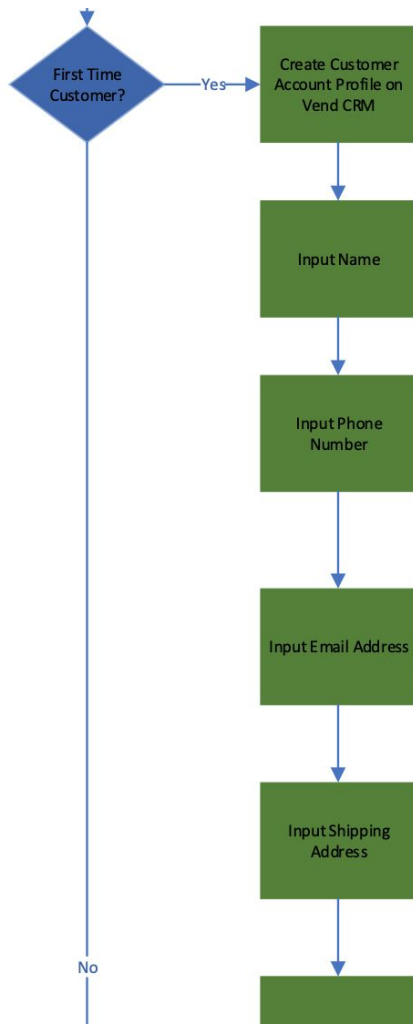 First Time
Customer?
Yes
Create Customer
Account Profile on
Vend CRM
Input Name
Input Phone
Number
Input Email Address
Input Shipping
Address
No